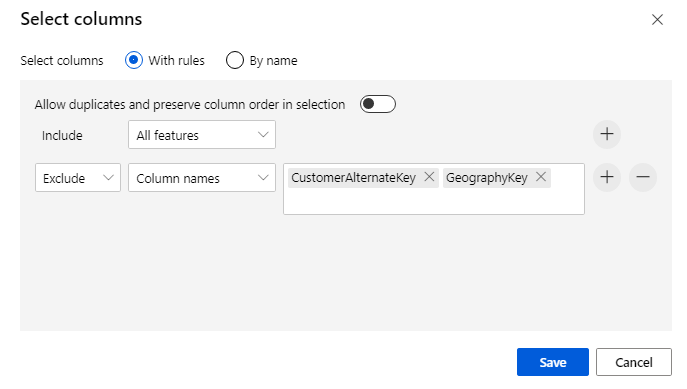 Select columns
Select columns With rules By name
Allow duplicates and preserve column order in selection
Include All features
Exclude Column names CustomerAlternateKey GeographyKey
Save Cancel